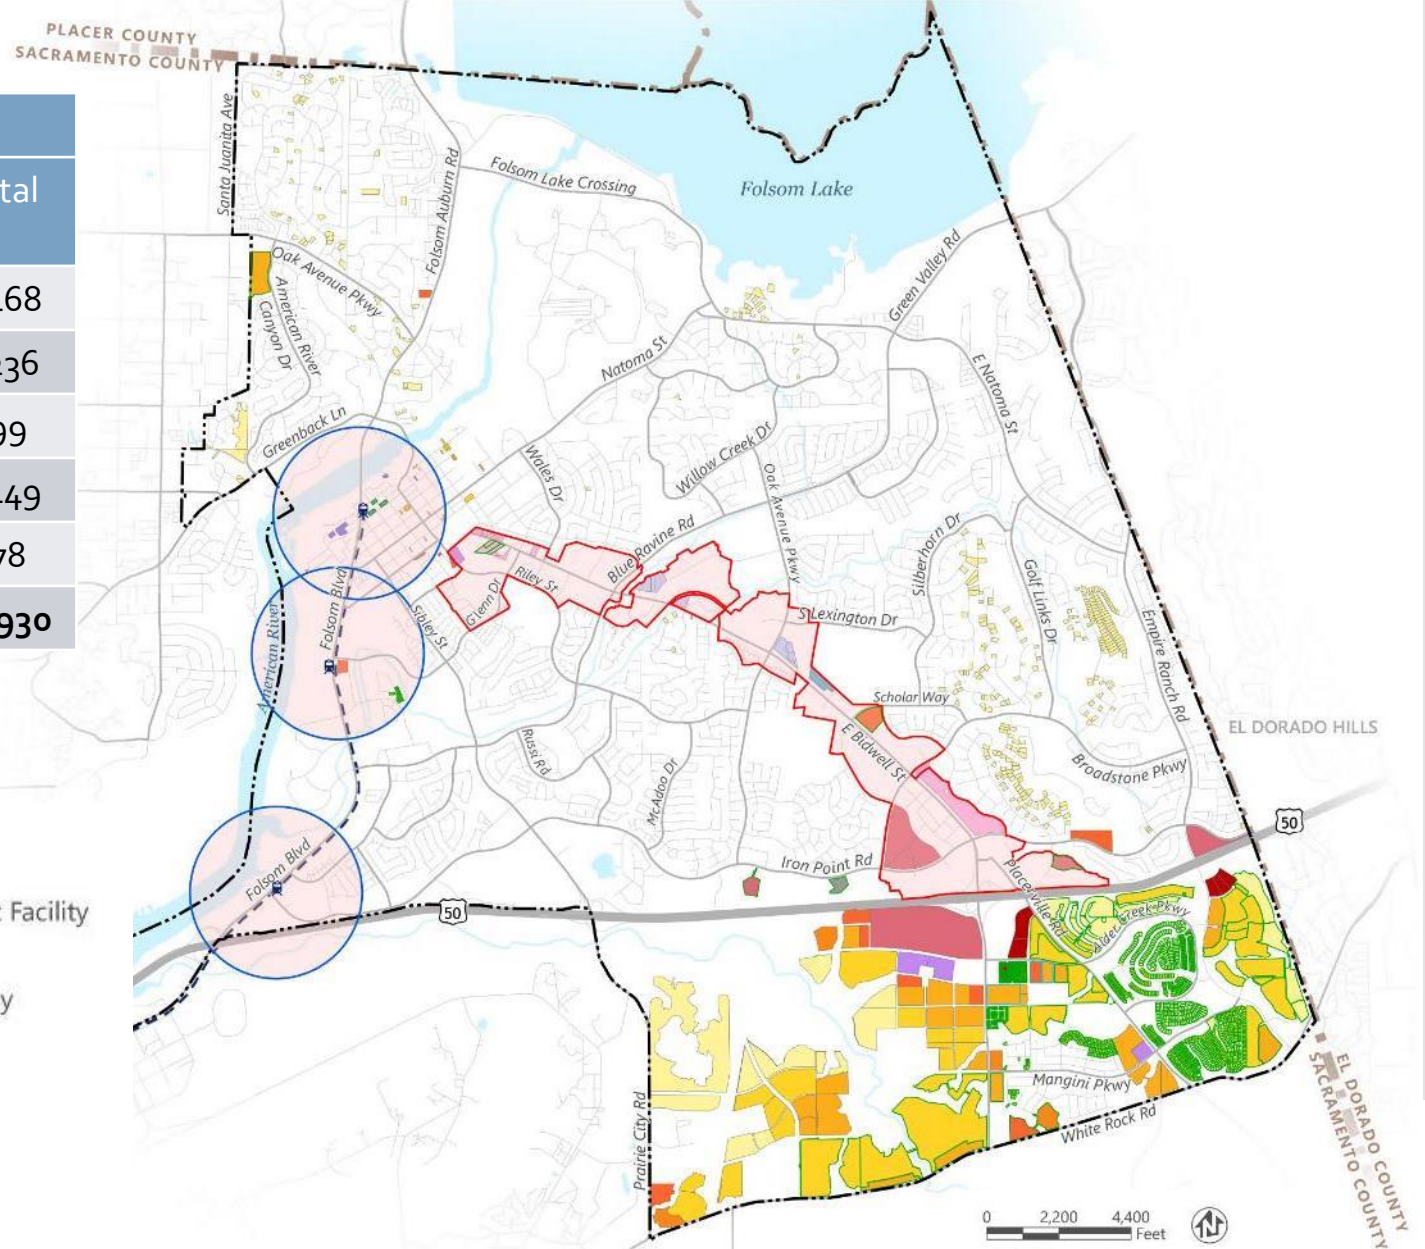 PLACER COUNTY
SACRAMENTO COUNTY
Santa Juanita Ave
Folsom Auburn Rd
Folsom Lake Crossing
Folsom Lake
Green Valley Rd
Oak Avenue Pkwy
American River
Canyon Dr
Greenback Ln
Natoma St
E Natoma St
Wales Dr
Willow Creek Dr
Oak Avenue Pkwy
Blue Ravine Rd
Silberhorn Dr
Golf Links Dr
Riley St
Glenn Dr
Sibley St
Folsom Blvd
American River
S Lexington Dr
Empire Ranch Rd
Scholar Way
E Bidwell St
Broadstone Pkwy
EL DORADO HILLS
Russi Rd
McAdoo Dr
50
Iron Point Rd
Placerville Rd
Folsom Blvd
50
Alder Creek Pkwy
Mangini Pkwy
White Rock Rd
Prairie City Rd
EL DORADO COUNTY
SACRAMENTO COUNTY
0 2,200 4,400
Feet
N
36
99
49
78
930
Facility